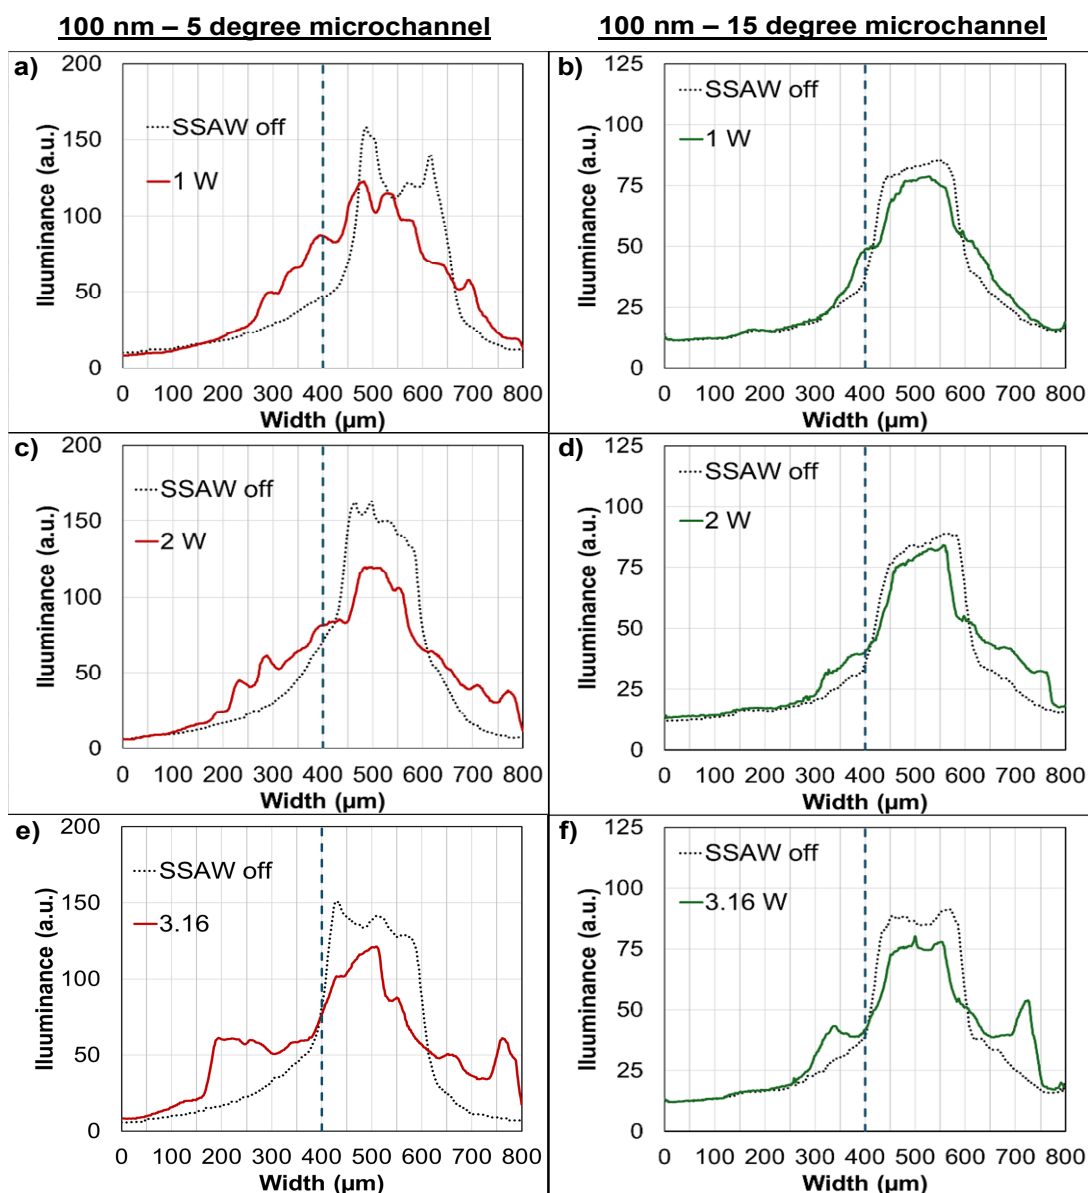 100 nm – 5 degree microchannel
100 nm – 15 degree microchannel
a)
200
150
100
50
0
Iluuminance (a.u.)
SSAW off
1 W
0 100 200 300 400 500 600 700 800
Width (µm)
b)
125
100
75
50
25
0
Iluuminance (a.u.)
SSAW off
1 W
0 100 200 300 400 500 600 700 800
Width (µm)
c)
200
150
100
50
0
Iluuminance (a.u.)
SSAW off
2 W
0 100 200 300 400 500 600 700 800
Width (µm)
d)
125
100
75
50
25
0
Iluuminance (a.u.)
SSAW off
2 W
0 100 200 300 400 500 600 700 800
Width (µm)
e)
200
150
100
50
0
Iluuminance (a.u.)
SSAW off
3.16
0 100 200 300 400 500 600 700 800
Width (µm)
f)
125
100
75
50
25
0
Iluuminance (a.u.)
SSAW off
3.16 W
0 100 200 300 400 500 600 700 800
Width (µm)